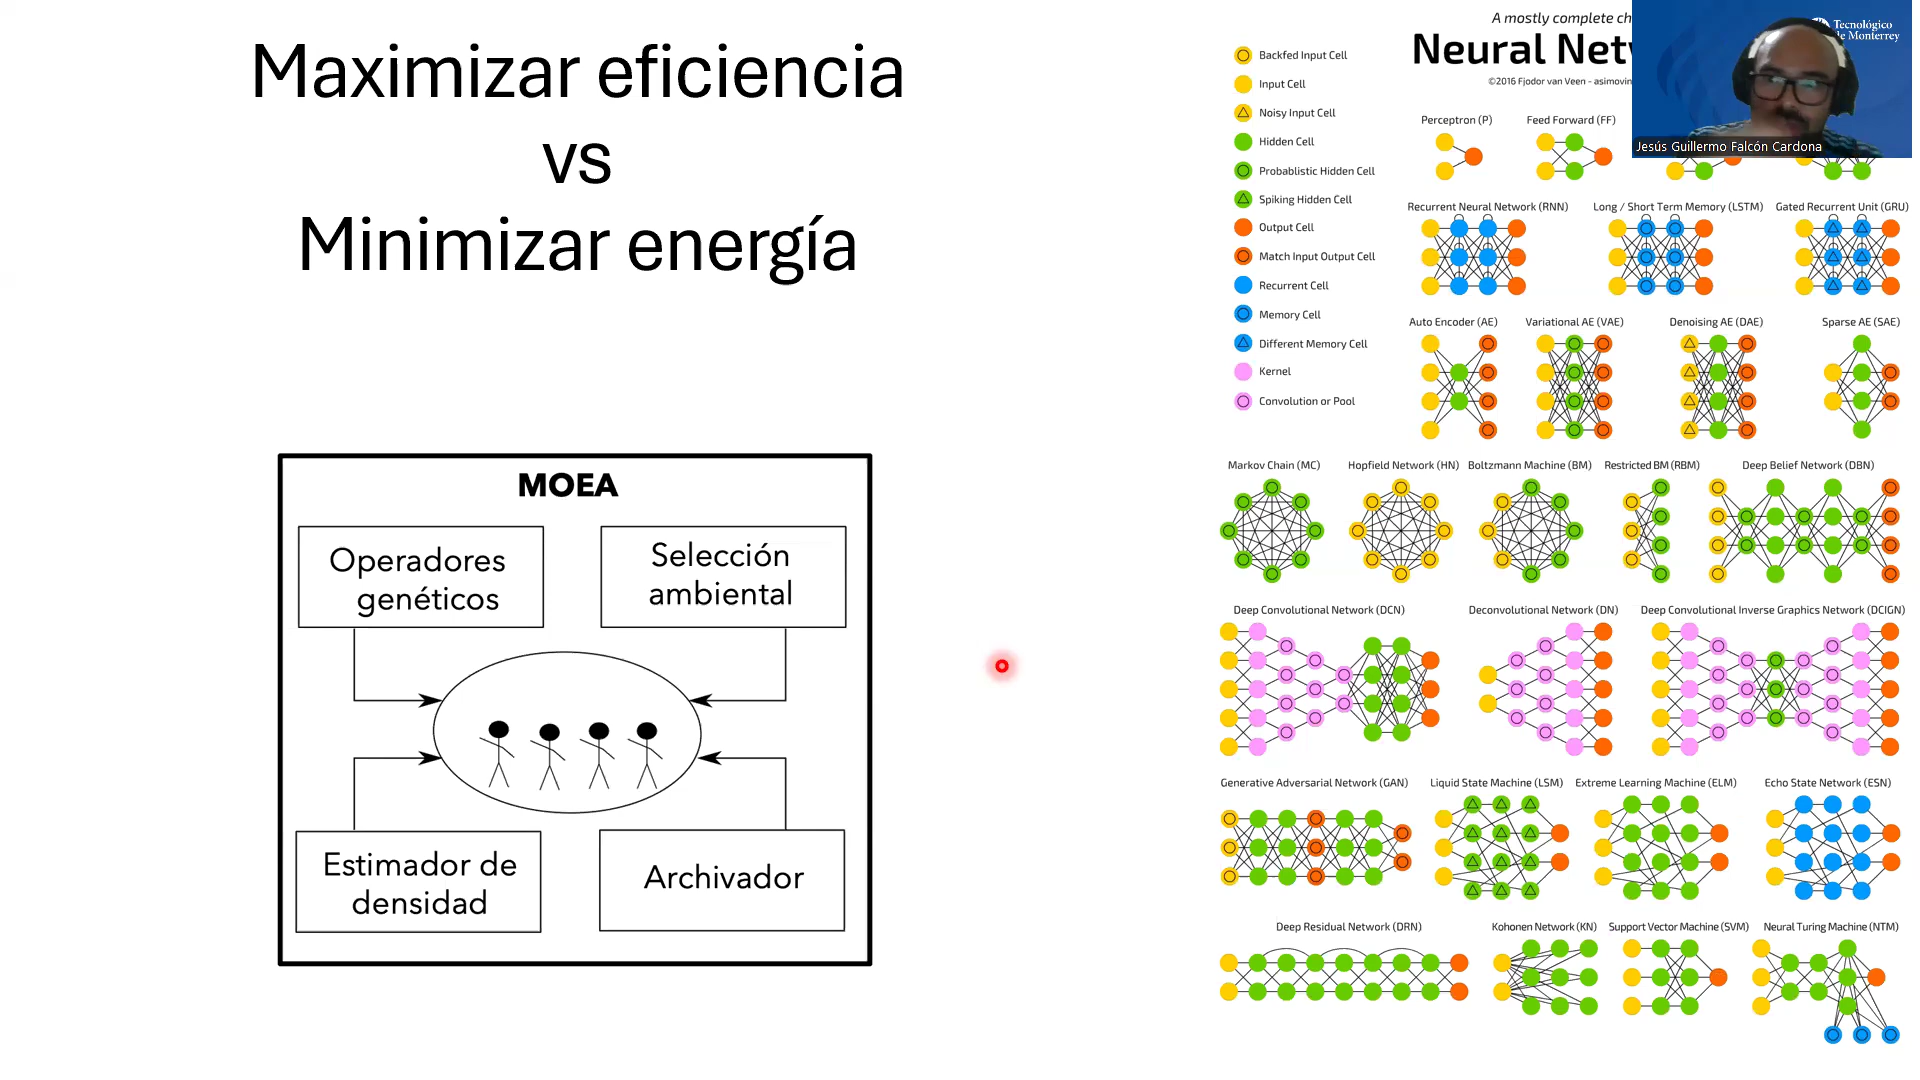 Maximizar eficiencia
vs
Minimizar energía
MOEA
Operadores
genéticos
Selección
ambiental
Estimador de
densidad
Archivador
A mostly complete
Neural
©2016 Fjodor van Veen -
Backfed Input Cell
Input Cell
Noisy Input Cell
Hidden Cell
Probablistic Hidden Cell
Spiking Hidden Cell
Output Cell
Match Input Output Cell
Recurrent Cell
Memory Cell
Different Memory Cell
Kernel
Convolution or Pool
Tecnológico
de Monterrey
Jesús Guillermo Falcón Cardona
Perceptron (P)
Feed Forward (FF)
Recurrent Neural Network (RNN)
Long / Short Term Memory (LSTM)
Gated Recurrent Unit (GRU)
Auto Encoder (AE)
Variational AE (VAE)
Denoising AE (DAE)
Sparse AE (SAE)
Markov Chain (MC)
Hopfield Network (HN)
Boltzmann Machine (BM)
Restricted BM (RBM)
Deep Belief Network (DBN)
Deep Convolutional Network (DCN)
Deconvolutional Network (DN)
Deep Convolutional Inverse Graphics Network (DCIGN)
Generative Adversarial Network (GAN)
Liquid State Machine (LSM)
Extreme Learning Machine (ELM)
Echo State Network (ESN)
Deep Residual Network (DRN)
Kohonen Network (KN)
Support Vector Machine (SVM)
Neural Turing Machine (NTM)